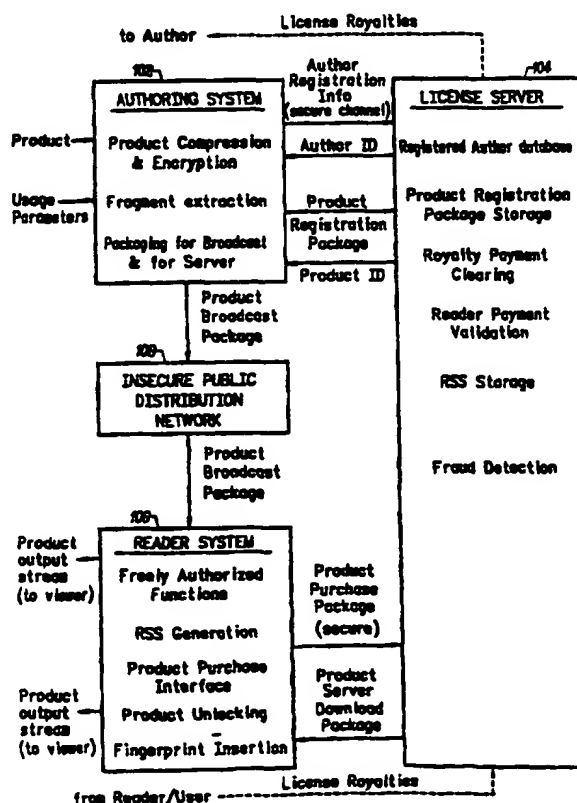 License Royalties
to Author
102
AUTHORING SYSTEM
Product Compression
& Encryption
Fragment extraction
Packaging for Broadcast
& for Server
Product
Usage
Parameters
Author
Registration
Info
(secure channel)
Author ID
Product
Registration
Package
Product ID
104
LICENSE SERVER
Registered Author database
Product Registration
Package Storage
Royalty Payment
Clearing
Reader Payment
Validation
RSS Storage
Fraud Detection
Product
Broadcast
Package
INSECURE PUBLIC
DISTRIBUTION
NETWORK
Product
Broadcast
Package
READER SYSTEM
Freely Authorized
Functions
RSS Generation
Product Purchase
Interface
Product Unlocking
Fingerprint Insertion
Product
output
stream
(to viewer)
Product
output
stream
(to viewer)
Product
Purchase
Package
(secure)
Product
Server
Download
Package
License Royalties
from Reader/User